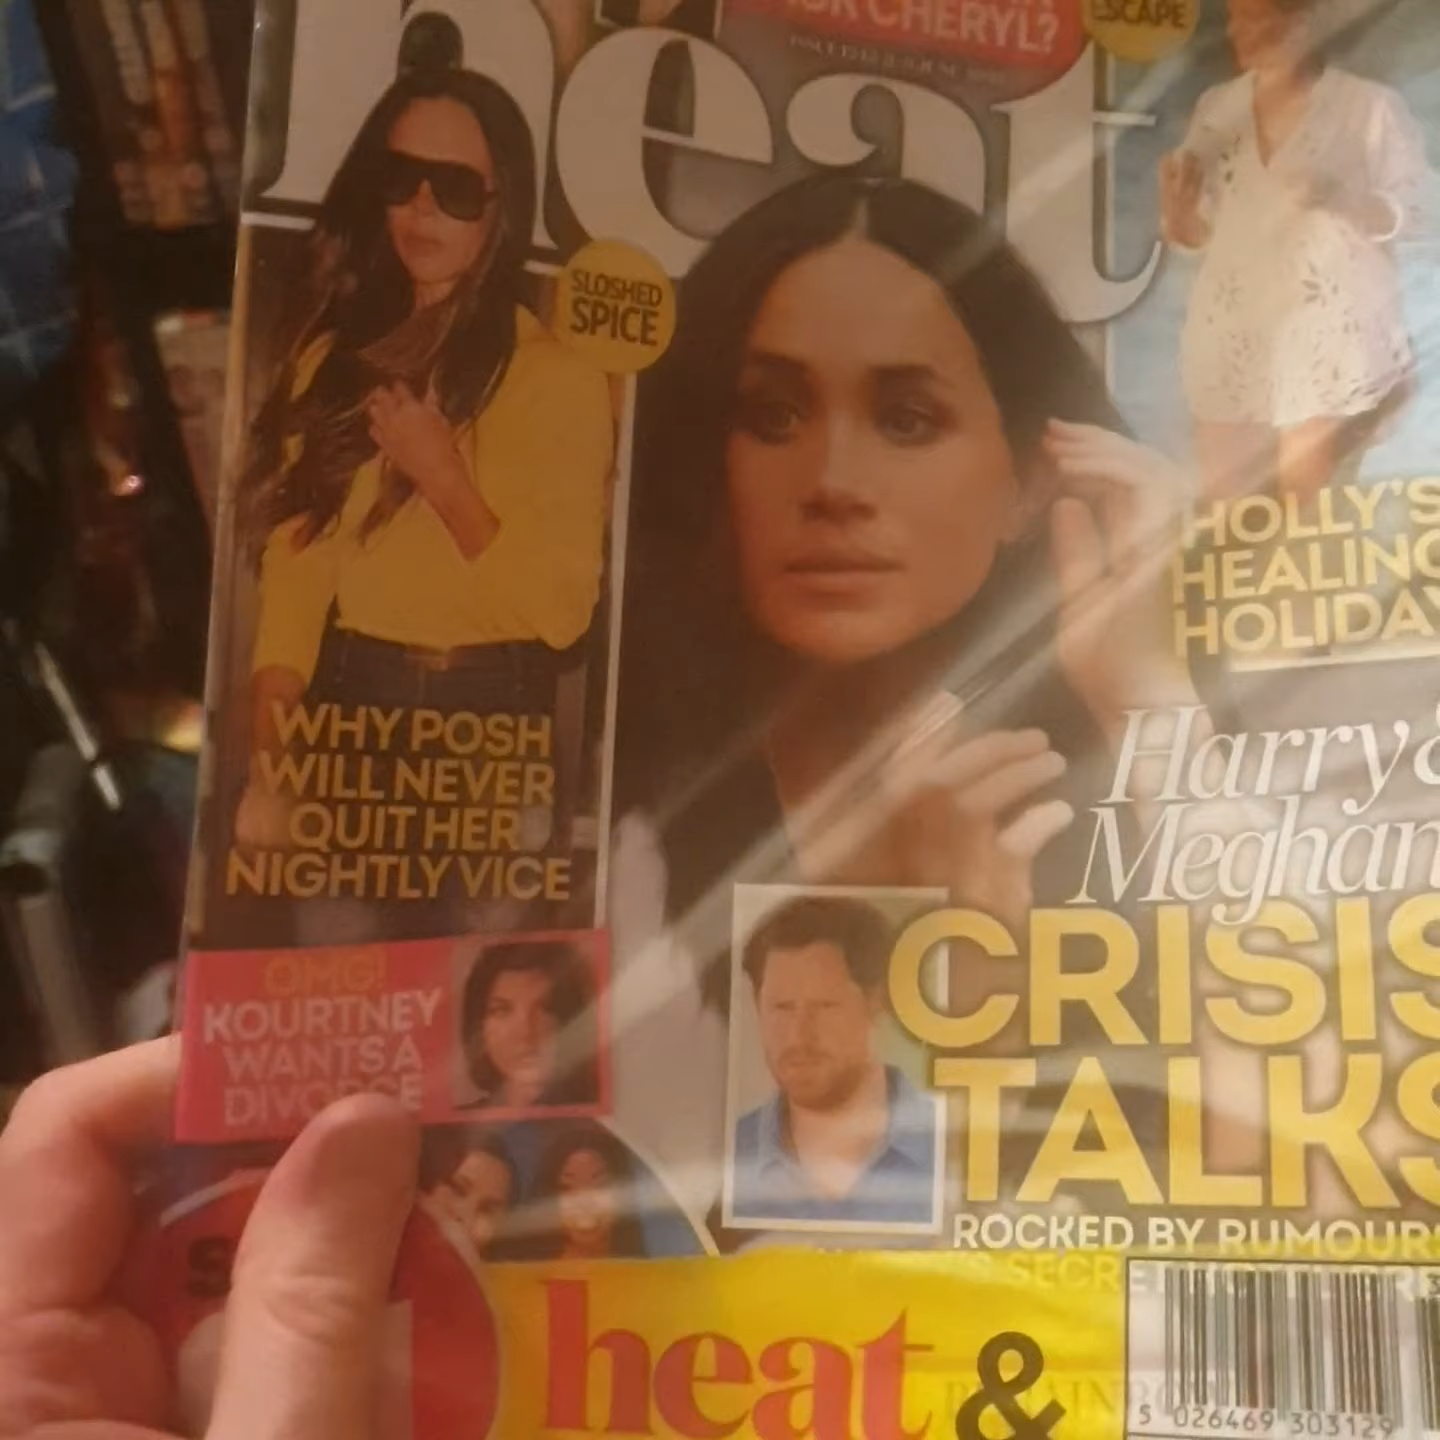 CHERYL?
ESCAPE
heat
SLOSHED
SPICE
WHY POSH
WILL NEVER
QUIT HER
NIGHTLY VICE
HOLLY'S
HEALING
HOLIDAY
Harry &
Meghan
CRISIS
TALKS
ROCKED BY RUMOURS
OMG!
KOURTNEY
WANTS A
DIVORCE
heat &
5 026469 303129